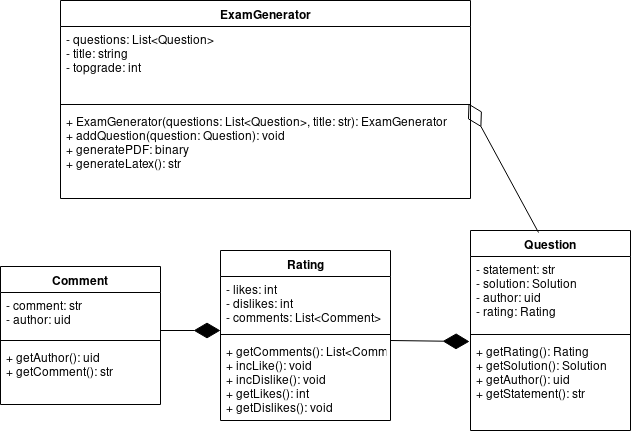 ExamGenerator
- questions: List<Question>
- title: string
- topgrade: int
+ ExamGenerator(questions: List<Question>, title: str): ExamGenerator
+ addQuestion(question: Question): void
+ generatePDF: binary
+ generateLatex(): str
Comment
- comment: str
- author: uid
+ getAuthor(): uid
+ getComment(): str
Rating
- likes: int
- dislikes: int
- comments: List<Comment>
+ getComments(): List<Comm
+ incLike(): void
+ incDislike(): void
+ getLikes(): int
+ getDislikes(): void
Question
- statement: str
- solution: Solution
- author: uid
- rating: Rating
+ getRating(): Rating
+ getSolution(): Solution
+ getAuthor(): uid
+ getStatement(): str